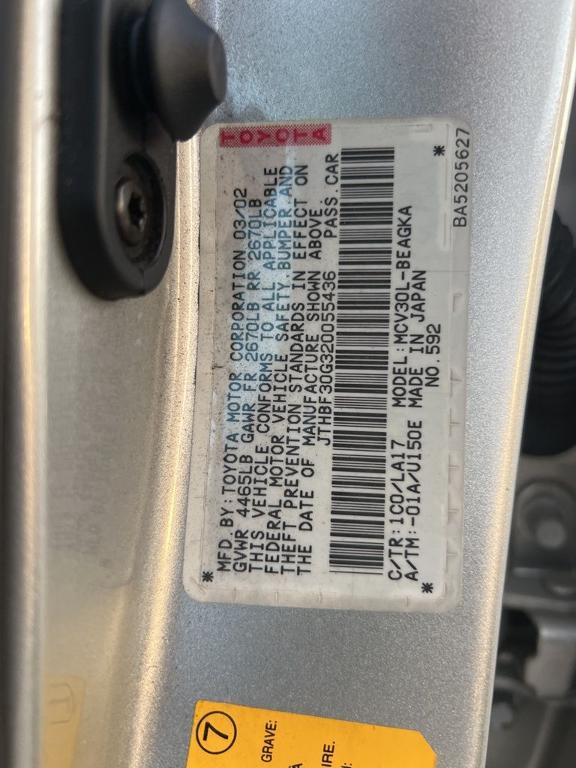 TOYOTA
MFD. BY: TOYOTA MOTOR CORPORATION 03/02
GVWR 4465LB GAWR FR 2670LB RR 2670LB
THIS VEHICLE CONFORMS TO ALL APPLICABLE
FEDERAL MOTOR VEHICLE SAFETY BUMPER AND
THEFT PREVENTION STANDARDS IN EFFECT ON
THE DATE OF MANUFACTURE SHOWN ABOVE.
* JTHBF30G320055436 PASS. CAR *
C/TR: 1C0/LA17 MODEL: MCV30L-BEAGKA
A/TM: -01A/U150E MADE IN JAPAN
* NO. 592
BA5205627
7
GRAVE: